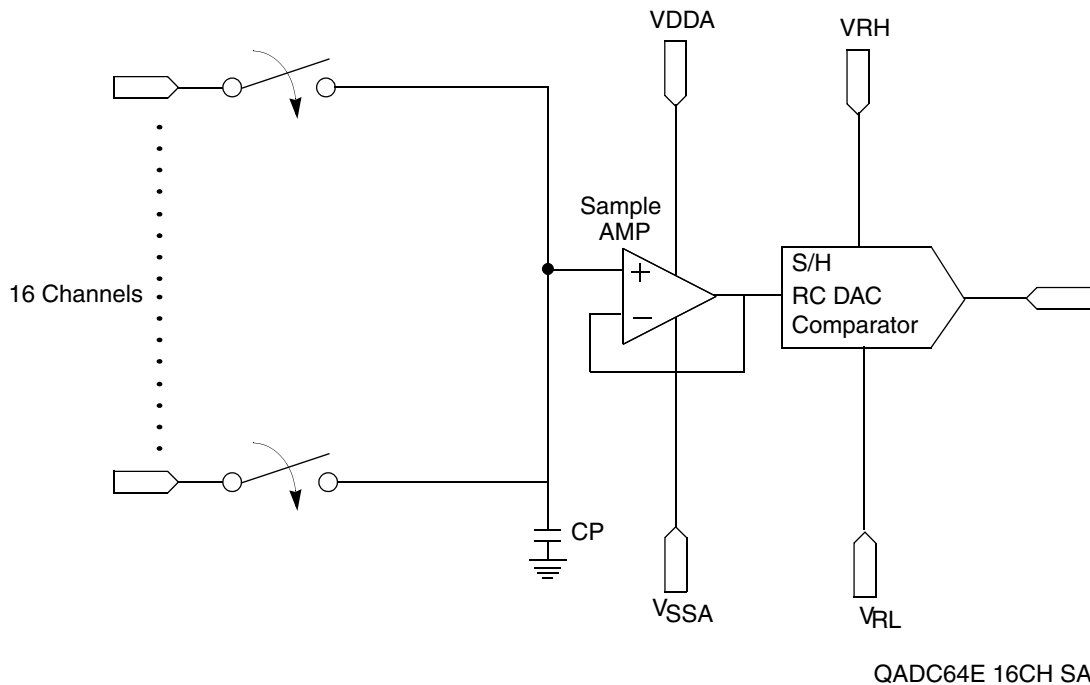 VDDA
VRH
Sample
AMP
+
−
S/H
RC DAC
Comparator
16 Channels
CP
VSSA
VRL
QADC64E 16CH SA